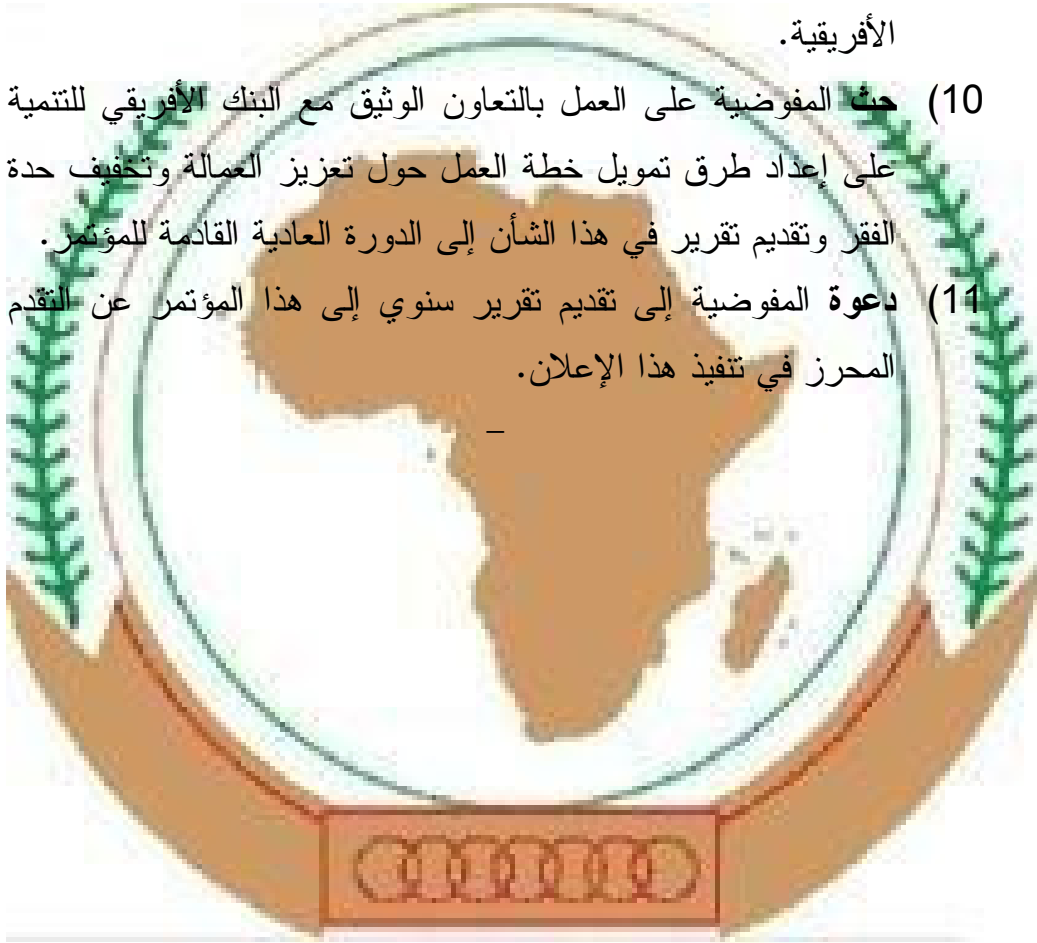 الأفريقية.
10) حث المفوضية على العمل بالتعاون الوثيق مع البنك الأفريقي للتنمية
على إعداد طرق تمويل خطة العمل حول تعزيز العمالة وتخفيف حدة
الفقر وتقديم تقرير في هذا الشأن إلى الدورة العادية القادمة للمؤتمر.
11) دعوة المفوضية إلى تقديم تقرير سنوي إلى هذا المؤتمر عن التقدم
المحرز في تنفيذ هذا الإعلان.
–